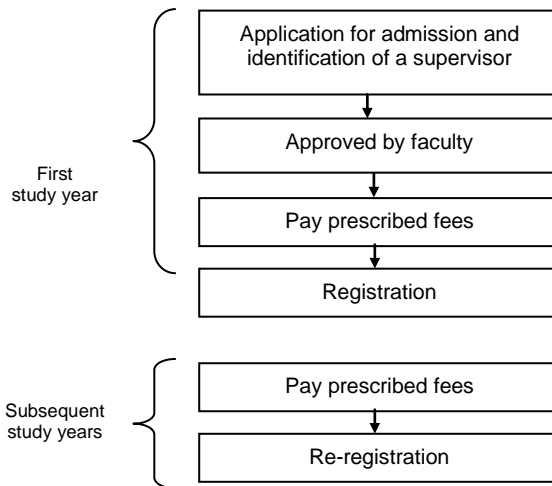 Application for admission and
identification of a supervisor
Approved by faculty
First
study year
Pay prescribed fees
Registration
Pay prescribed fees
Subsequent
study years
Re-registration